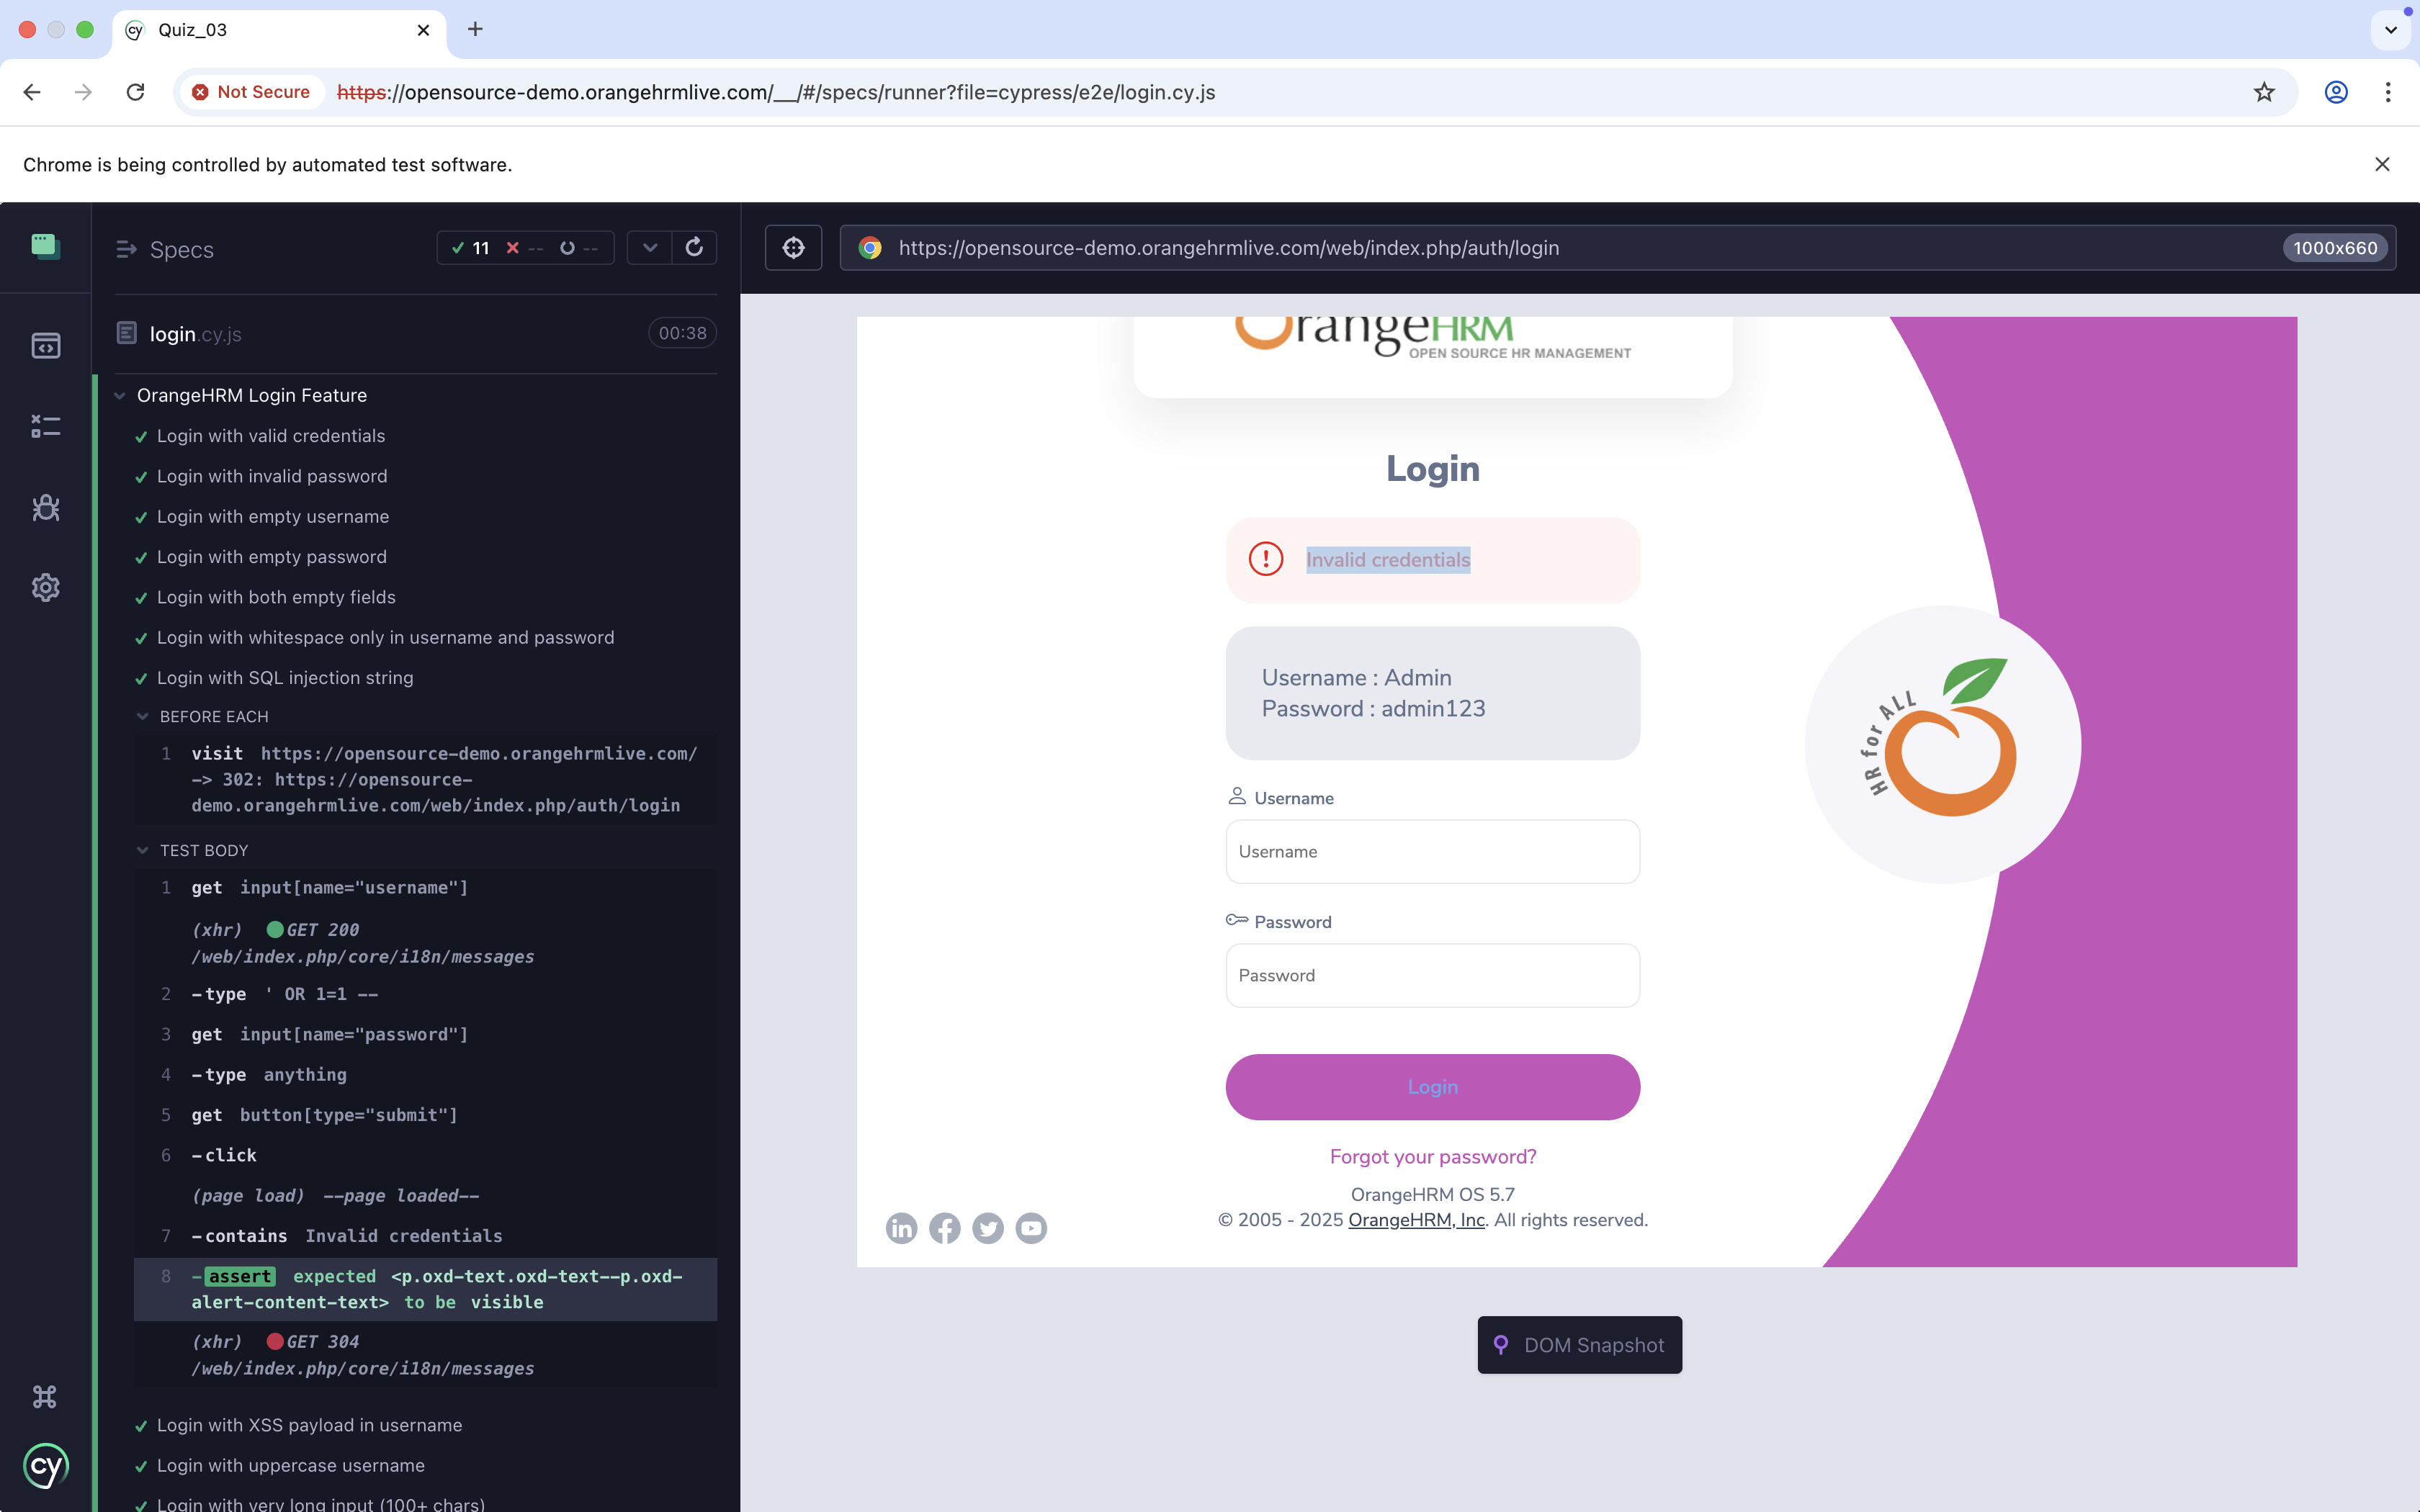 Quiz_03
Not Secure https://opensource-demo.orangehrmlive.com/__/#/specs/runner?file=cypress/e2e/login.cy.js
Chrome is being controlled by automated test software.
Specs 11 -- --
login.cy.js 00:38
OrangeHRM Login Feature
Login with valid credentials
Login with invalid password
Login with empty username
Login with empty password
Login with both empty fields
Login with whitespace only in username and password
Login with SQL injection string
BEFORE EACH
1 visit https://opensource-demo.orangehrmlive.com/
-> 302: https://opensource-
demo.orangehrmlive.com/web/index.php/auth/login
TEST BODY
1 get input[name="username"]
(xhr) GET 200
/web/index.php/core/i18n/messages
2 -type ' OR 1=1 --
3 get input[name="password"]
4 -type anything
5 get button[type="submit"]
6 -click
(page load) --page loaded--
7 -contains Invalid credentials
8 -assert expected <p.oxd-text.oxd-text--p.oxd-
alert-content-text> to be visible
(xhr) GET 304
/web/index.php/core/i18n/messages
Login with XSS payload in username
Login with uppercase username
Login with very long input (100+ chars)
cy
https://opensource-demo.orangehrmlive.com/web/index.php/auth/login 1000x660
OrangeHRM
OPEN SOURCE HR MANAGEMENT
Login
Invalid credentials
Username : Admin
Password : admin123
Username
Username
Password
Password
Login
Forgot your password?
OrangeHRM OS 5.7
© 2005 - 2025 OrangeHRM, Inc. All rights reserved.
HR for ALL
DOM Snapshot